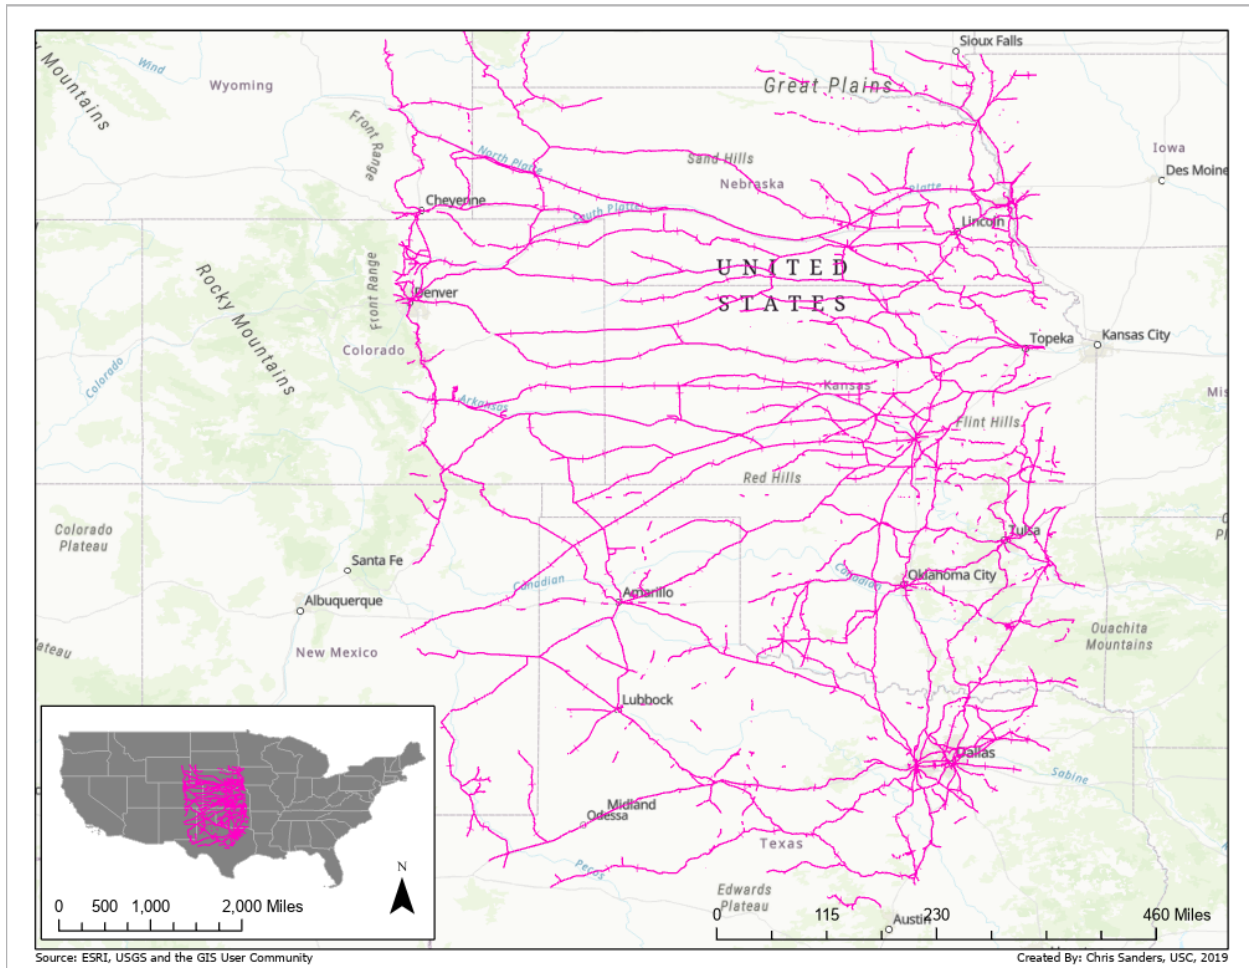 Sioux Falls
Wind
Wyoming
Great Plains
y Mountains
Front Range
Iowa
North Platte
Sand Hills
Des Moine
Nebraska
Platte
Cheyenne
South Platte
Lincoln
UNITED
STATES
Rocky Mountains
Front Range
Denver
Topeka
Kansas City
Colorado
Colorado
Kansas
Mis
Arkansas
Flint Hills
Red Hills
Colorado
Plateau
Tulsa
Santa Fe
Canadian
Canadian
Oklahoma City
Albuquerque
Amarillo
Ouachita
Mountains
lateau
New Mexico
Lubbock
Dallas
Sabine
Midland
Odessa
Texas
Pecos
Edwards
Plateau
Austin
N
0 500 1,000 2,000 Miles
0 115 230 460 Miles
Source: ESRI, USGS and the GIS User Community
Created By: Chris Sanders, USC, 2019